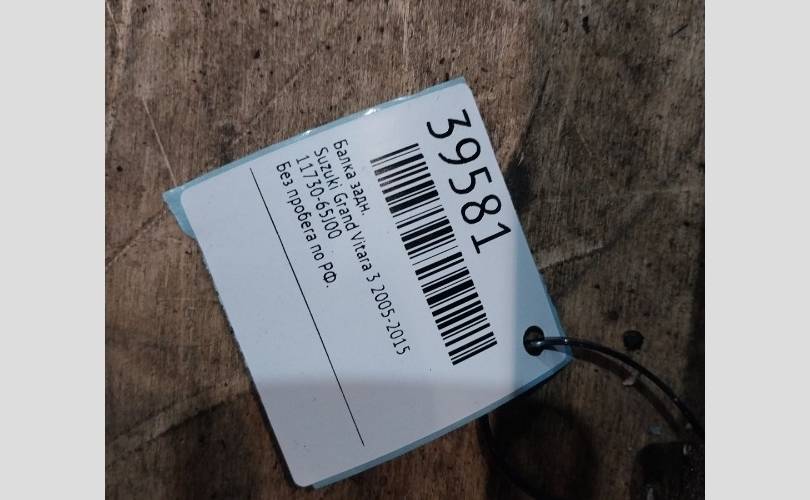 39581
Балка задн.
Suzuki Grand Vitara 3 2005-2015
11730-65J00
Без пробега по РФ.